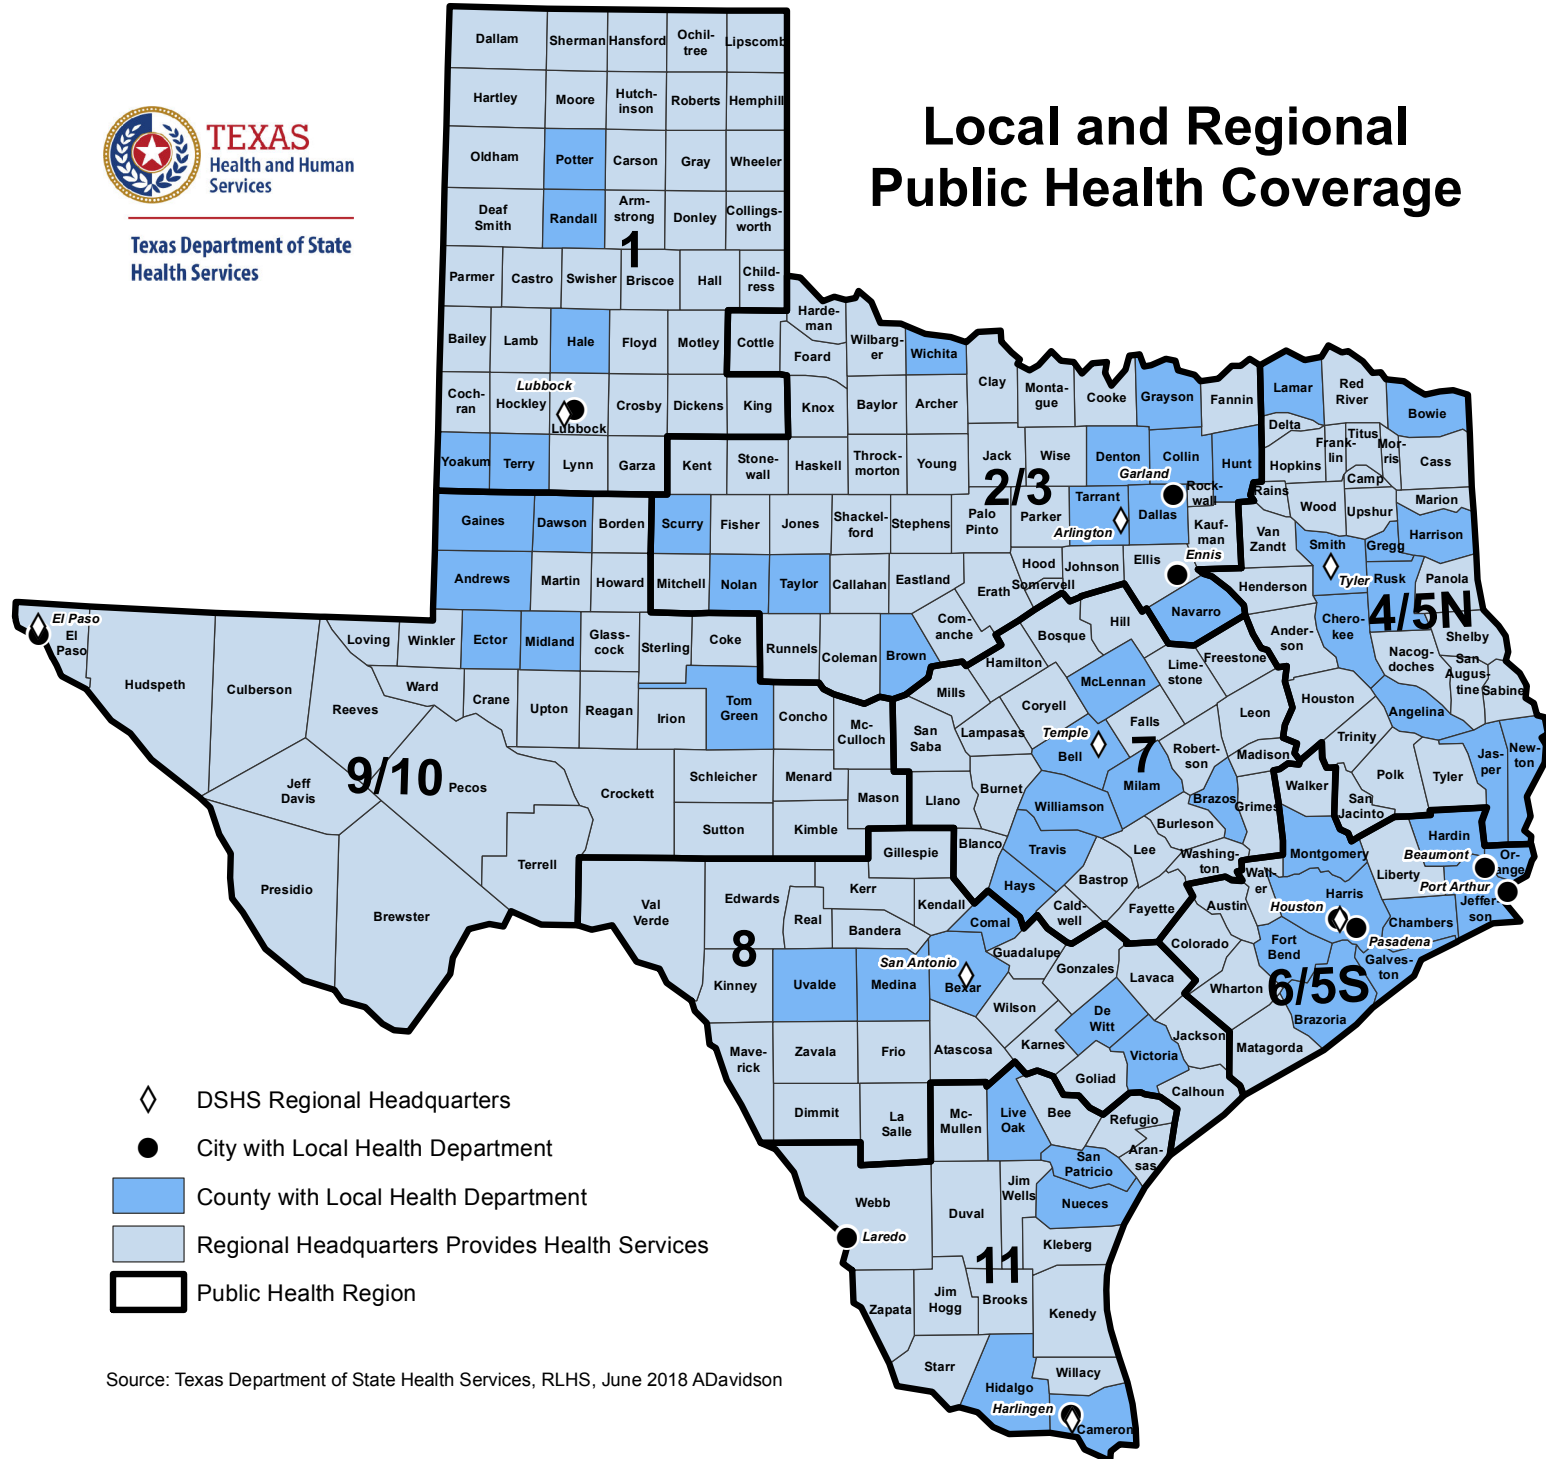 TEXAS
Health and Human
Services
Texas Department of State
Health Services
Local and Regional
Public Health Coverage
Dallam
Sherman
Hansford
Ochil-
tree
Lipscomb
Hartley
Moore
Hutch-
inson
Roberts
Hemphill
Oldham
Potter
Carson
Gray
Wheeler
Deaf
Smith
Randall
Arm-
strong
Donley
Collings-
worth
1
Parmer
Castro
Swisher
Briscoe
Hall
Child-
ress
Bailey
Lamb
Hale
Floyd
Motley
Cottle
Harde-
man
Foard
Wilbarg-
er
Wichita
Coch-
ran
Hockley
Lubbock
Lubbock
Crosby
Dickens
King
Knox
Baylor
Archer
Clay
Monta-
gue
Cooke
Grayson
Fannin
Lamar
Red
River
Bowie
Yoakum
Terry
Lynn
Garza
Kent
Stone-
wall
Haskell
Throck-
morton
Young
Jack
Wise
Denton
Collin
Hunt
Garland
Rock-
wall
2/3
Delta
Hopkins
Frank-
lin
Titus
Mor-
ris
Cass
Camp
Rains
Wood
Upshur
Marion
Gaines
Dawson
Borden
Scurry
Fisher
Jones
Shackel-
ford
Stephens
Palo
Pinto
Parker
Tarrant
Arlington
Dallas
Kauf-
man
Van
Zandt
Smith
Gregg
Harrison
Andrews
Martin
Howard
Mitchell
Nolan
Taylor
Callahan
Eastland
Erath
Hood
Somervell
Johnson
Ellis
Ennis
Henderson
Tyler
Rusk
Panola
4/5N
El Paso
El
Paso
Hudspeth
Culberson
Loving
Winkler
Ector
Midland
Glass-
cock
Sterling
Coke
Runnels
Coleman
Brown
Com-
anche
Hamilton
Bosque
Hill
Navarro
Freestone
Ander-
son
Chero-
kee
Nacog-
doches
Shelby
San
Augus-
tine
Sabine
Reeves
Ward
Crane
Upton
Reagan
Irion
Tom
Green
Concho
Mc-
Culloch
San
Saba
Mills
Lampasas
Coryell
McLennan
Lime-
stone
Falls
Leon
Houston
Angelina
Trinity
Polk
Tyler
Jas-
per
New-
ton
Jeff
Davis
9/10
Pecos
Crockett
Schleicher
Menard
Mason
Llano
Burnet
Temple
Bell
7
Milam
Robert-
son
Madison
Brazos
Grimes
Walker
San
Jacinto
Sutton
Kimble
Gillespie
Blanco
Williamson
Travis
Burleson
Lee
Washing-
ton
Montgomery
Liberty
Hardin
Beaumont
Or-
ange
Port Arthur
Jeffer-
son
Presidio
Brewster
Terrell
Val
Verde
Edwards
Real
Kerr
Kendall
Bandera
Hays
Comal
Cald-
well
Bastrop
Fayette
Austin
Wall-
er
Harris
Houston
Pasadena
Chambers
Galves-
ton
8
Kinney
Uvalde
Medina
San Antonio
Bexar
Guadalupe
Gonzales
Lavaca
Colorado
Wharton
Fort
Bend
6/5S
Brazoria
Matagorda
Wilson
Karnes
De
Witt
Victoria
Jackson
Calhoun
Goliad
Mave-
rick
Zavala
Frio
Atascosa
Dimmit
La
Salle
Mc-
Mullen
Live
Oak
Bee
Refugio
Aran-
sas
San
Patricio
Nueces
Webb
Laredo
Duval
Jim
Wells
Kleberg
11
Zapata
Jim
Hogg
Brooks
Kenedy
Starr
Hidalgo
Willacy
Harlingen
Cameron
DSHS Regional Headquarters
City with Local Health Department
County with Local Health Department
Regional Headquarters Provides Health Services
Public Health Region
Source: Texas Department of State Health Services, RLHS, June 2018 ADavidson